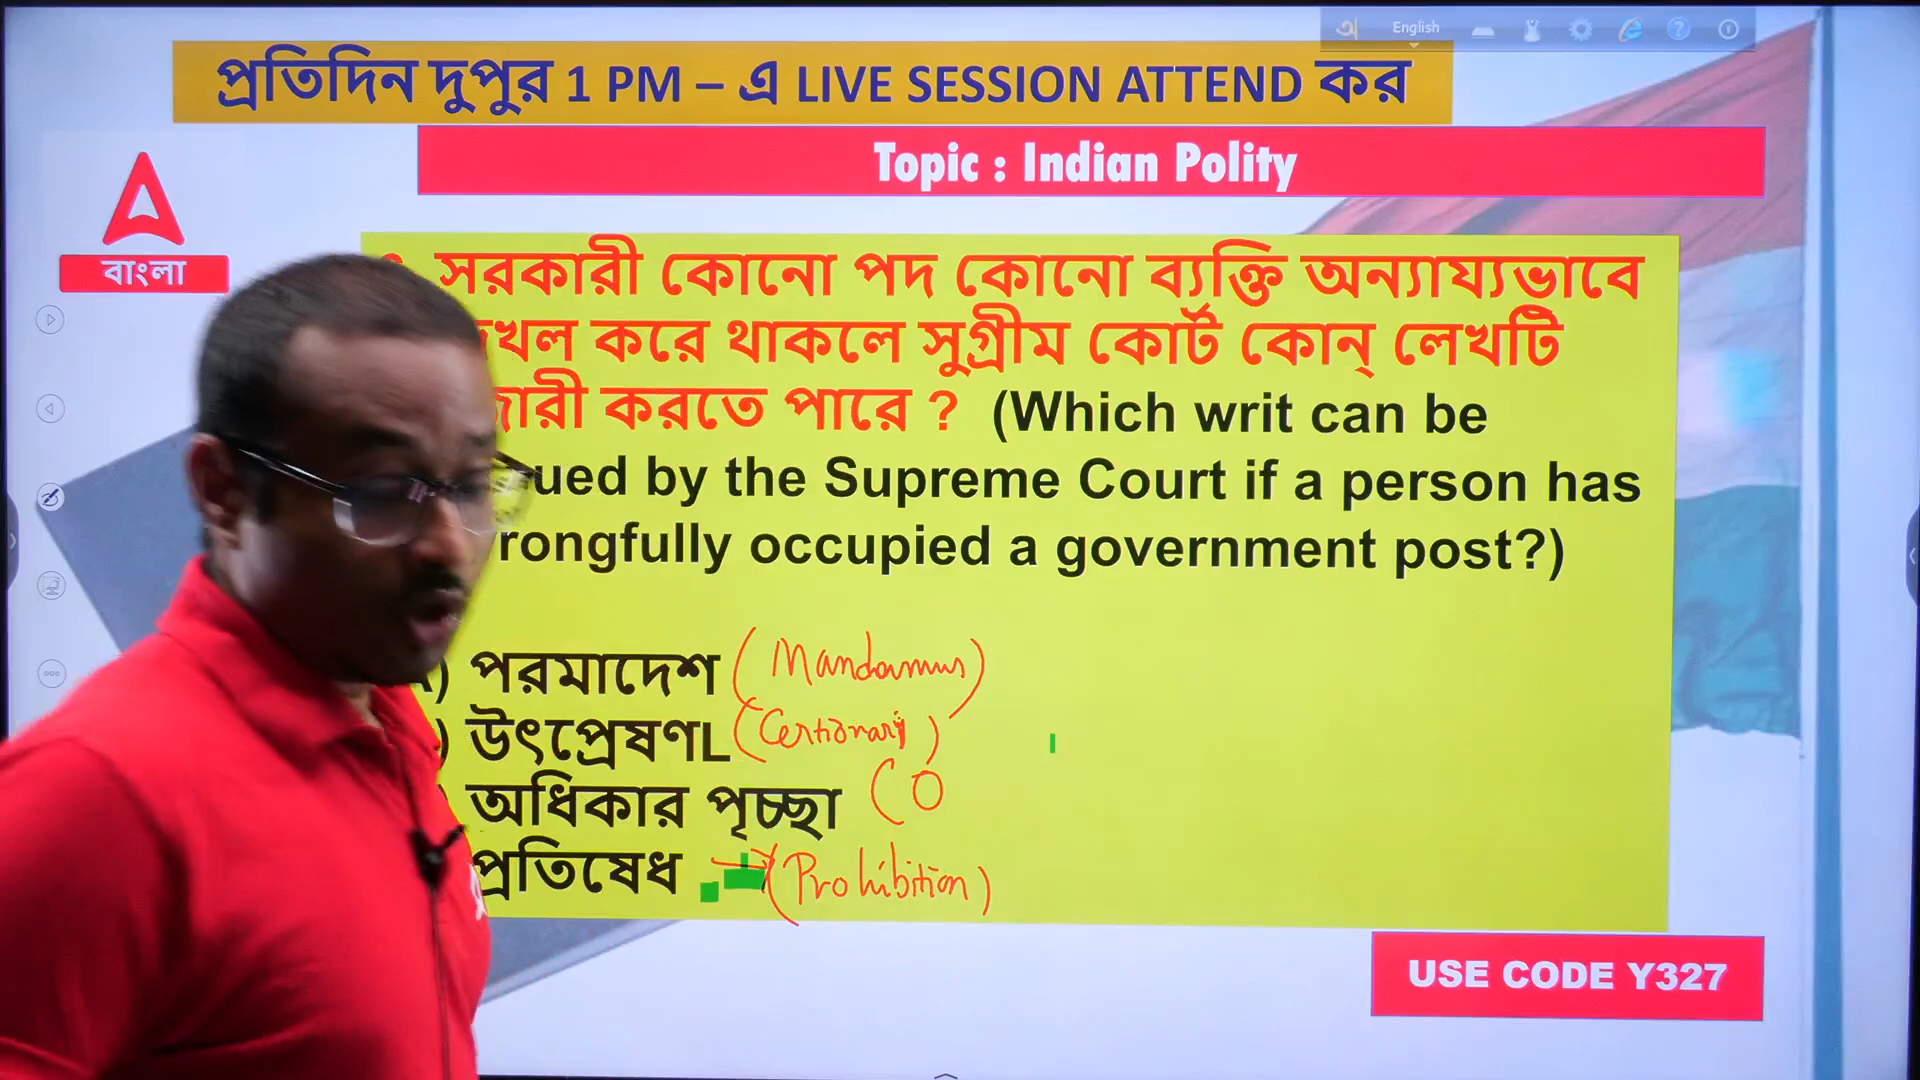 English
প্রতিদিন দুপুর 1 PM – এ LIVE SESSION ATTEND কর
Topic : Indian Polity
বাংলা
সরকারী কোনো পদ কোনো ব্যক্তি অন্যায্যভাবে
করে থাকলে সুপ্রীম কোর্ট কোন্ লেখটি
করতে পারে ? (Which writ can be
ued by the Supreme Court if a person has
rongfully occupied a government post?)
) পরমাদেশ (Mandamus)
) উৎপ্রেষণL (Certiorari)
অধিকার পৃচ্ছা (O
প্রতিষেধ → (Prohibition)
USE CODE Y327